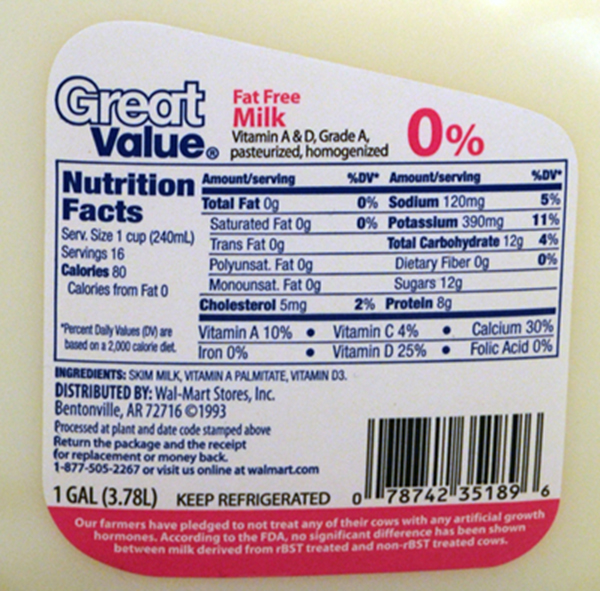 Great Value®
Fat Free
Milk
Vitamin A & D, Grade A,
pasteurized, homogenized
0%
Nutrition
Facts
Serv. Size 1 cup (240mL)
Servings 16
Calories 80
Calories from Fat 0
*Percent Daily Values (DV) are
based on a 2,000 calorie diet.
Amount/serving %DV* Amount/serving %DV*
Total Fat 0g 0% Sodium 120mg 5%
Saturated Fat 0g 0% Potassium 390mg 11%
Trans Fat 0g Total Carbohydrate 12g 4%
Polyunsat. Fat 0g Dietary Fiber 0g 0%
Monounsat. Fat 0g Sugars 12g
Cholesterol 5mg 2% Protein 8g
Vitamin A 10% • Vitamin C 4% • Calcium 30%
Iron 0% • Vitamin D 25% • Folic Acid 0%
INGREDIENTS: SKIM MILK, VITAMIN A PALMITATE, VITAMIN D3.
DISTRIBUTED BY: Wal-Mart Stores, Inc.
Bentonville, AR 72716 ©1993
Processed at plant and date code stamped above
Return the package and the receipt
for replacement or money back.
1-877-505-2267 or visit us online at walmart.com
1 GAL (3.78L) KEEP REFRIGERATED
0 78742 35189 6
Our farmers have pledged to not treat any of their cows with any artificial growth
hormones. According to the FDA, no significant difference has been shown
between milk derived from rBST treated and non-rBST treated cows.